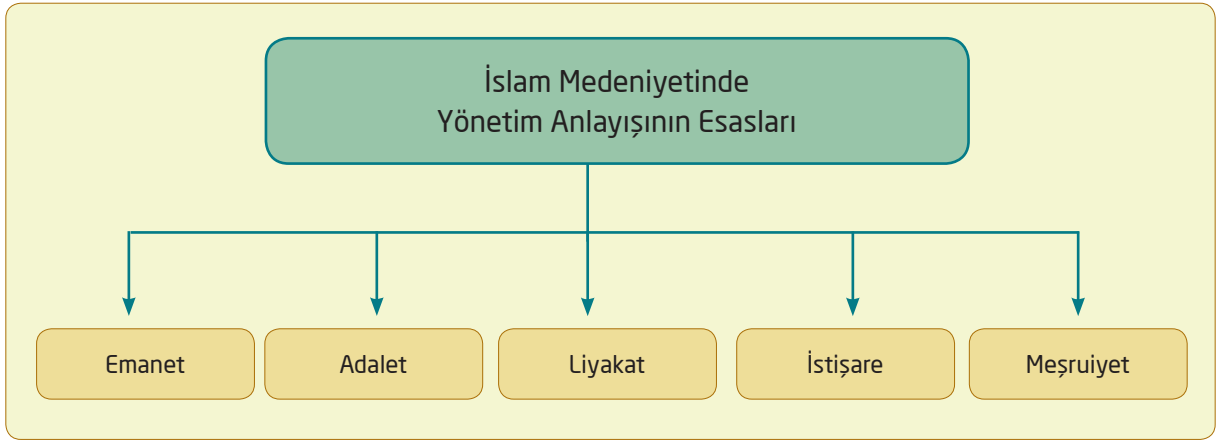 İslam Medeniyetinde
Yönetim Anlayışının Esasları
Emanet
Adalet
Liyakat
İstişare
Meşruiyet